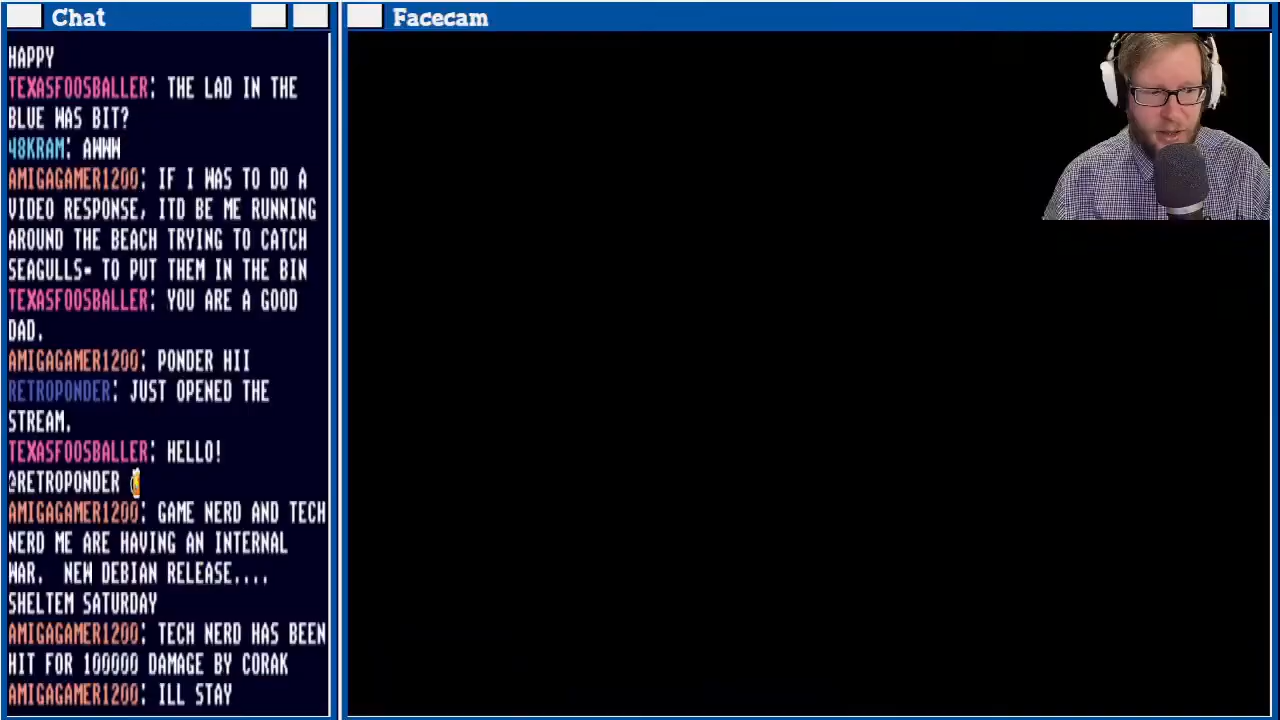 Chat
Facecam
HAPPY
TEXASFOOSBALLER: THE LAD IN THE
BLUE WAS BIT?
48KRAM: AWWW
AMIGAGAMER1200: IF I WAS TO DO A
VIDEO RESPONSE, ITD BE ME RUNNING
AROUND THE BEACH TRYING TO CATCH
SEAGULLS- TO PUT THEM IN THE BIN
TEXASFOOSBALLER: YOU ARE A GOOD
DAD.
AMIGAGAMER1200: PONDER HII
RETROPONDER: JUST OPENED THE
STREAM.
TEXASFOOSBALLER: HELLO!
@RETROPONDER
AMIGAGAMER1200: GAME NERD AND TECH
NERD ME ARE HAVING AN INTERNAL
WAR. NEW DEBIAN RELEASE....
SHELTEM SATURDAY
AMIGAGAMER1200: TECH NERD HAS BEEN
HIT FOR 100000 DAMAGE BY CORAK
AMIGAGAMER1200: ILL STAY